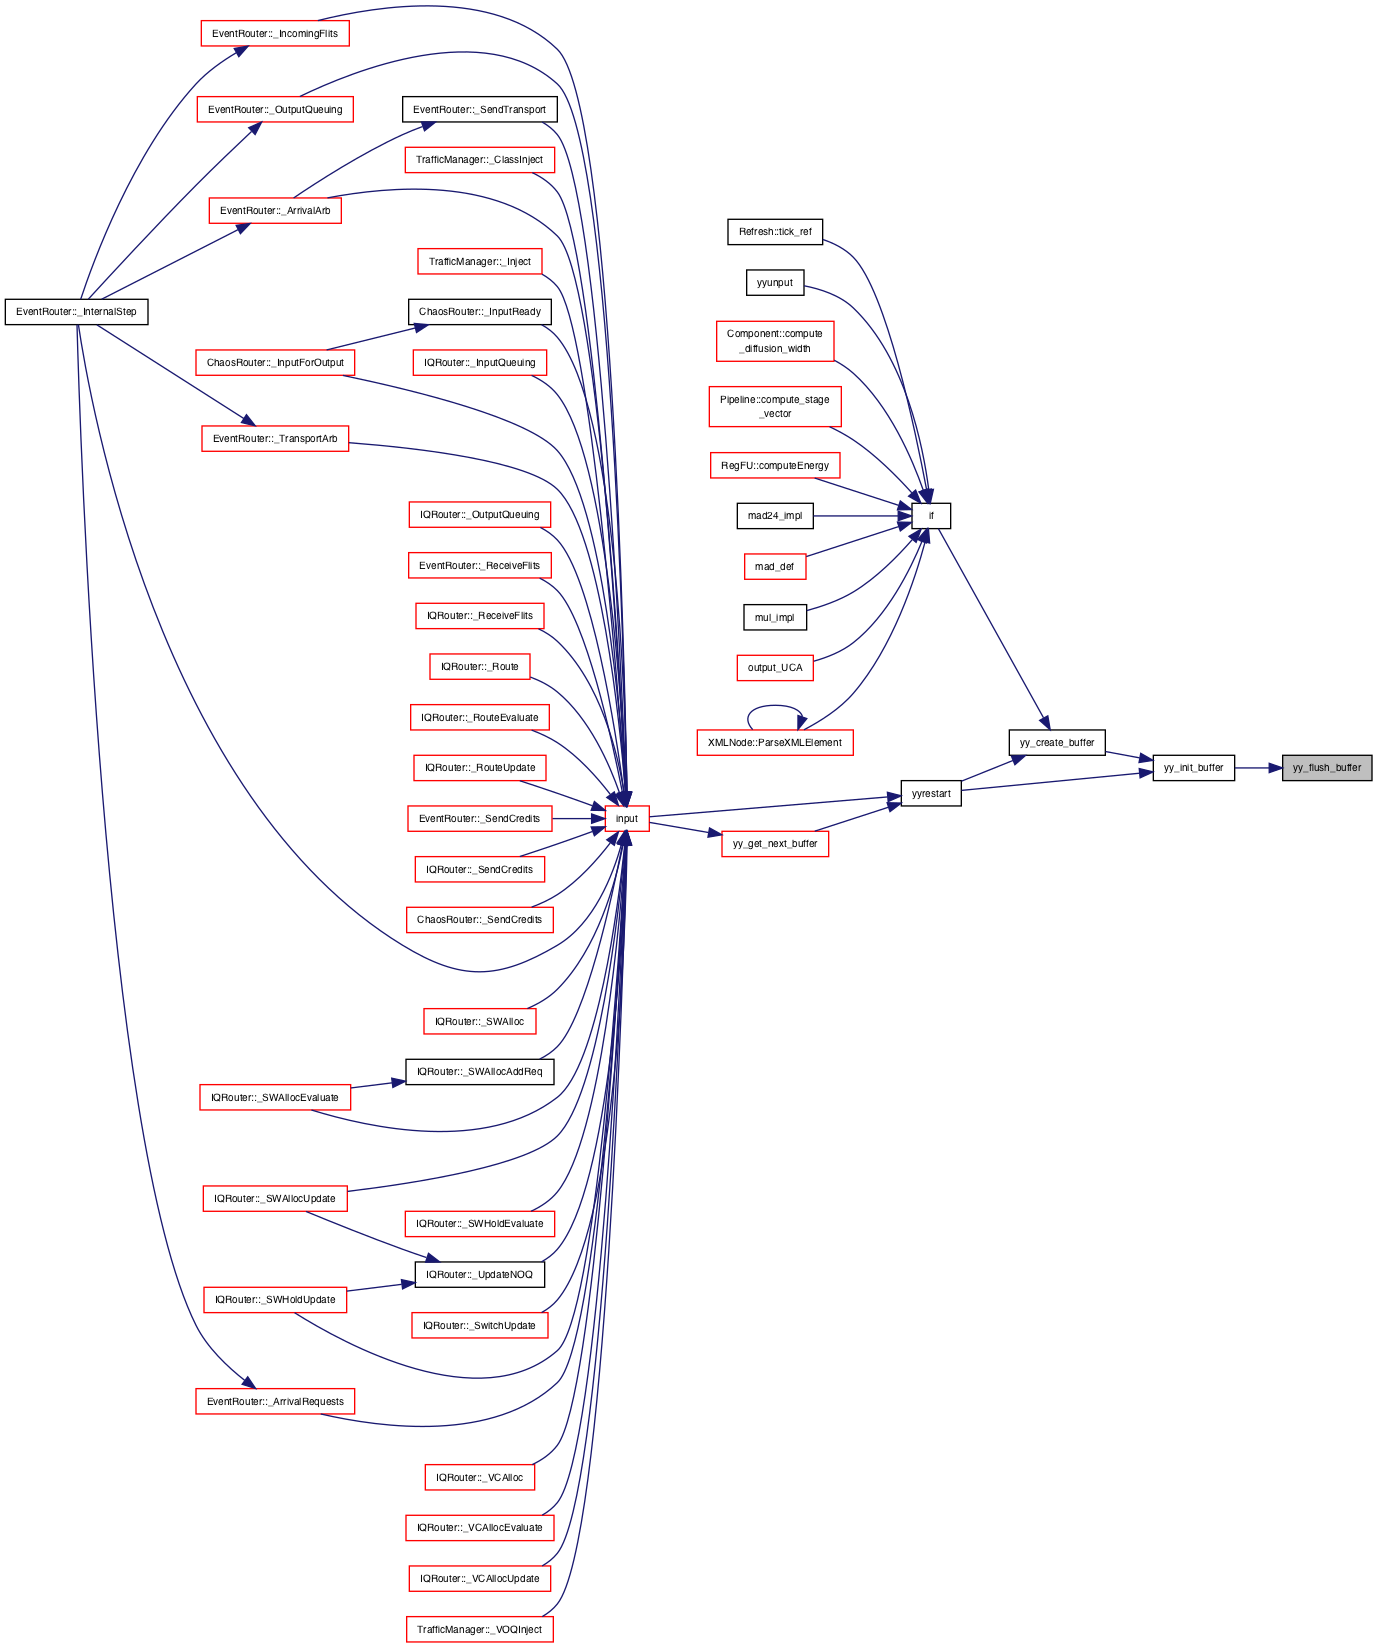 EventRouter::_IncomingFlits
EventRouter::_OutputQueuing
EventRouter::_SendTransport
TrafficManager::_ClassInject
EventRouter::_ArrivalArb
Refresh::tick_ref
TrafficManager::_Inject
yyunput
EventRouter::_InternalStep
ChaosRouter::_InputReady
Component::compute
_diffusion_width
ChaosRouter::_InputForOutput
IQRouter::_InputQueuing
Pipeline::compute_stage
_vector
EventRouter::_TransportArb
RegFU::computeEnergy
IQRouter::_OutputQueuing
mad24_impl
if
EventRouter::_ReceiveFlits
mad_def
IQRouter::_ReceiveFlits
mul_impl
IQRouter::_Route
output_UCA
IQRouter::_RouteEvaluate
XMLNode::ParseXMLElement
yy_create_buffer
IQRouter::_RouteUpdate
yy_init_buffer
yy_flush_buffer
yyrestart
EventRouter::_SendCredits
input
yy_get_next_buffer
IQRouter::_SendCredits
ChaosRouter::_SendCredits
IQRouter::_SWAlloc
IQRouter::_SWAllocAddReq
IQRouter::_SWAllocEvaluate
IQRouter::_SWAllocUpdate
IQRouter::_SWHoldEvaluate
IQRouter::_UpdateNOQ
IQRouter::_SWHoldUpdate
IQRouter::_SwitchUpdate
EventRouter::_ArrivalRequests
IQRouter::_VCAlloc
IQRouter::_VCAllocEvaluate
IQRouter::_VCAllocUpdate
TrafficManager::_VOQInject